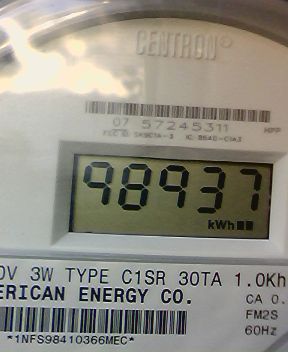 CENTRON®
07 57245311
98937
kWh
0V 3W TYPE C1SR 30TA 1.0Kh
ERICAN ENERGY CO.
CA 0.
FM2S
60Hz
*1NFS98410366MEC*